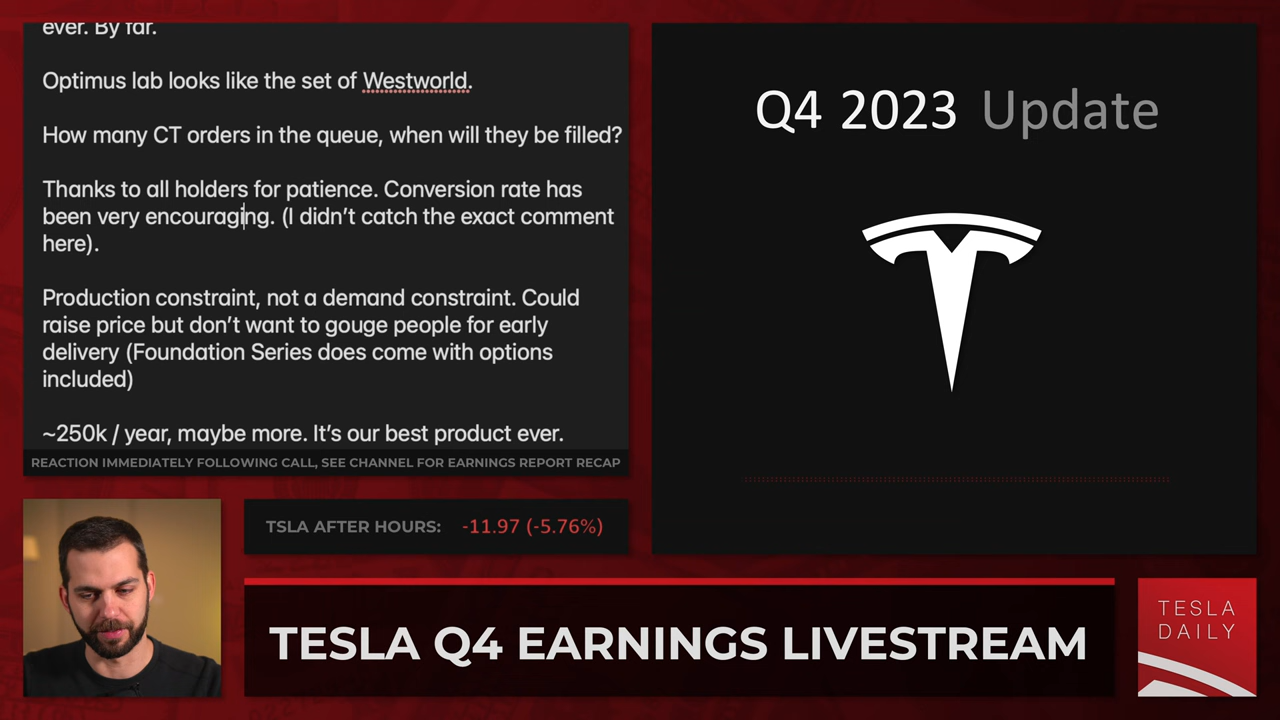 ever. By far.
Optimus lab looks like the set of Westworld.
How many CT orders in the queue, when will they be filled?
Thanks to all holders for patience. Conversion rate has
been very encouraging. (I didn’t catch the exact comment
here).
Production constraint, not a demand constraint. Could
raise price but don’t want to gouge people for early
delivery (Foundation Series does come with options
included)
~250k / year, maybe more. It’s our best product ever.
REACTION IMMEDIATELY FOLLOWING CALL, SEE CHANNEL FOR EARNINGS REPORT RECAP
Q4 2023 Update
TSLA AFTER HOURS: -11.97 (-5.76%)
TESLA Q4 EARNINGS LIVESTREAM
TESLA
DAILY